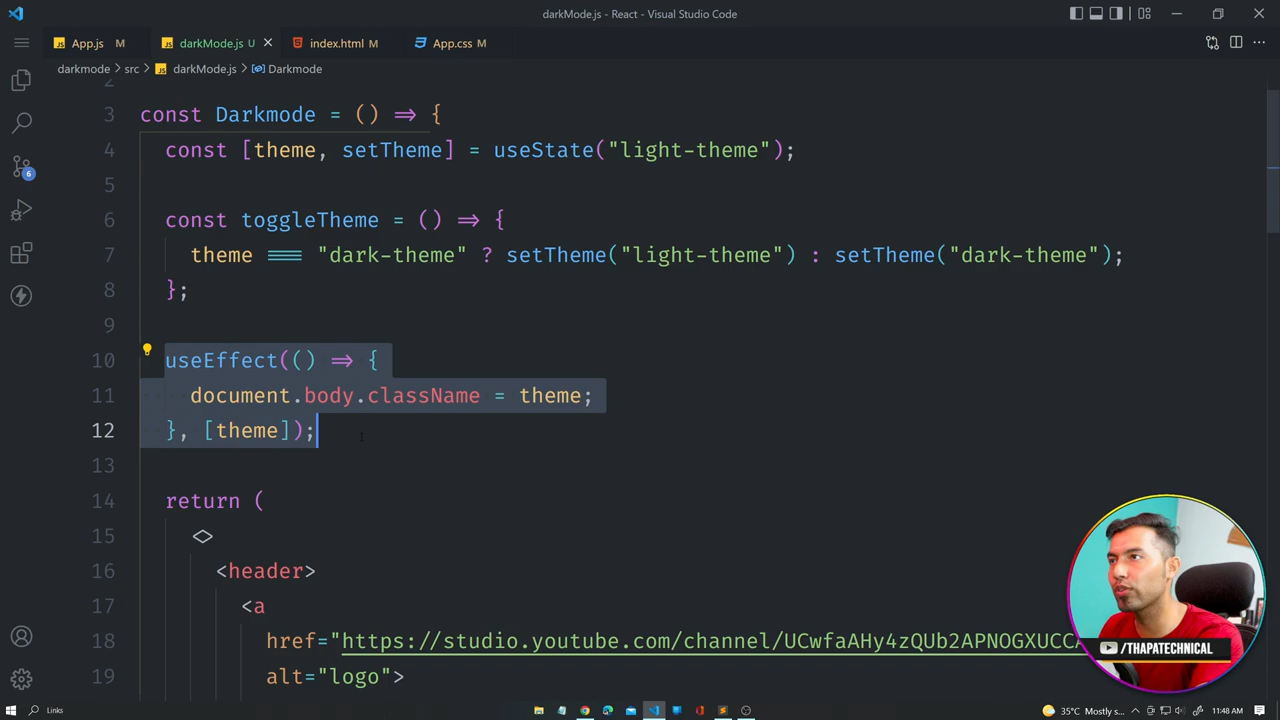 darkMode.js - React - Visual Studio Code
App.js M
darkMode.js U
index.html M
App.css M
darkmode > src > darkMode.js > Darkmode
2
3 const Darkmode = () => {
4 const [theme, setTheme] = useState("light-theme");
5
6 const toggleTheme = () => {
7 theme === "dark-theme" ? setTheme("light-theme") : setTheme("dark-theme");
8 };
9
10 useEffect(() => {
11 document.body.className = theme;
12 }, [theme]);
13
14 return (
15 <>
16 <header>
17 <a
18 href="https://studio.youtube.com/channel/UCwfaAHy4zQUb2APNOGXUCCA
19 alt="logo">
6
/THAPATECHNICAL
Links
35°C Mostly s...
11:48 AM